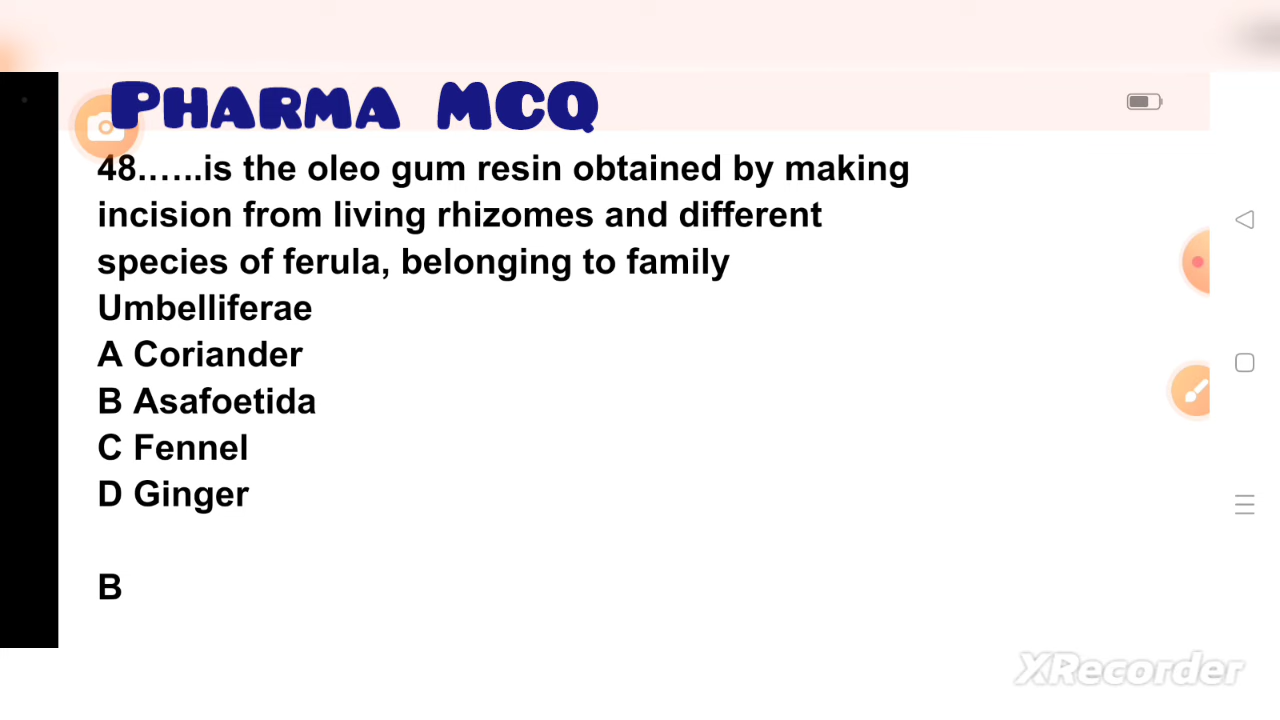 PHARMA MCQ
48......is the oleo gum resin obtained by making
incision from living rhizomes and different
species of ferula, belonging to family
Umbelliferae
A Coriander
B Asafoetida
C Fennel
D Ginger
B
XRecorder